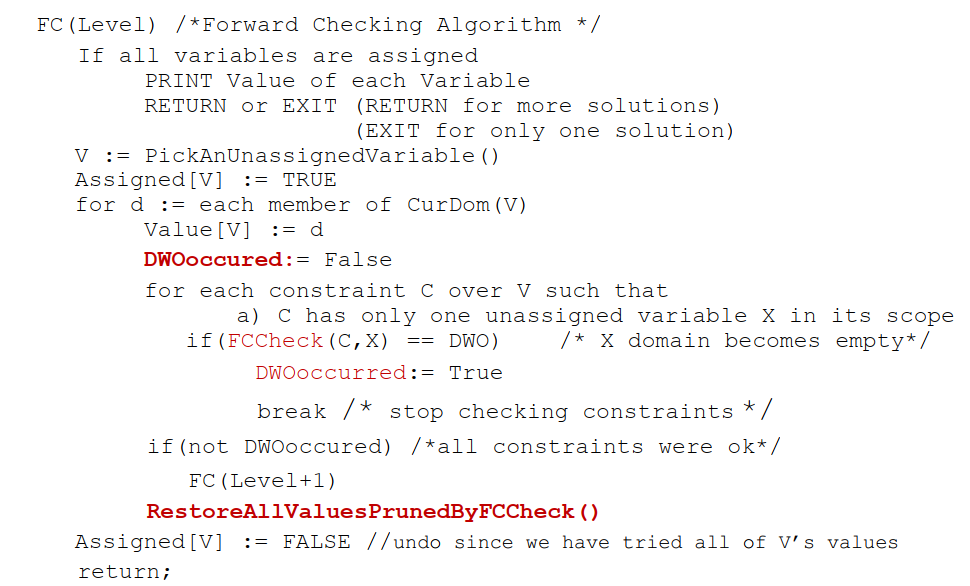 FC(Level) /*Forward Checking Algorithm */
If all variables are assigned
PRINT Value of each Variable
RETURN or EXIT (RETURN for more solutions)
(EXIT for only one solution)
V := PickAnUnassignedVariable()
Assigned[V] := TRUE
for d := each member of CurDom(V)
Value[V] := d
DWOoccured:= False
for each constraint C over V such that
a) C has only one unassigned variable X in its scope
if(FCCheck(C,X) == DWO) /* X domain becomes empty*/
DWOoccurred:= True
break /* stop checking constraints */
if(not DWOoccured) /*all constraints were ok*/
FC(Level+1)
RestoreAllValuesPrunedByFCCheck()
Assigned[V] := FALSE //undo since we have tried all of V’s values
return;